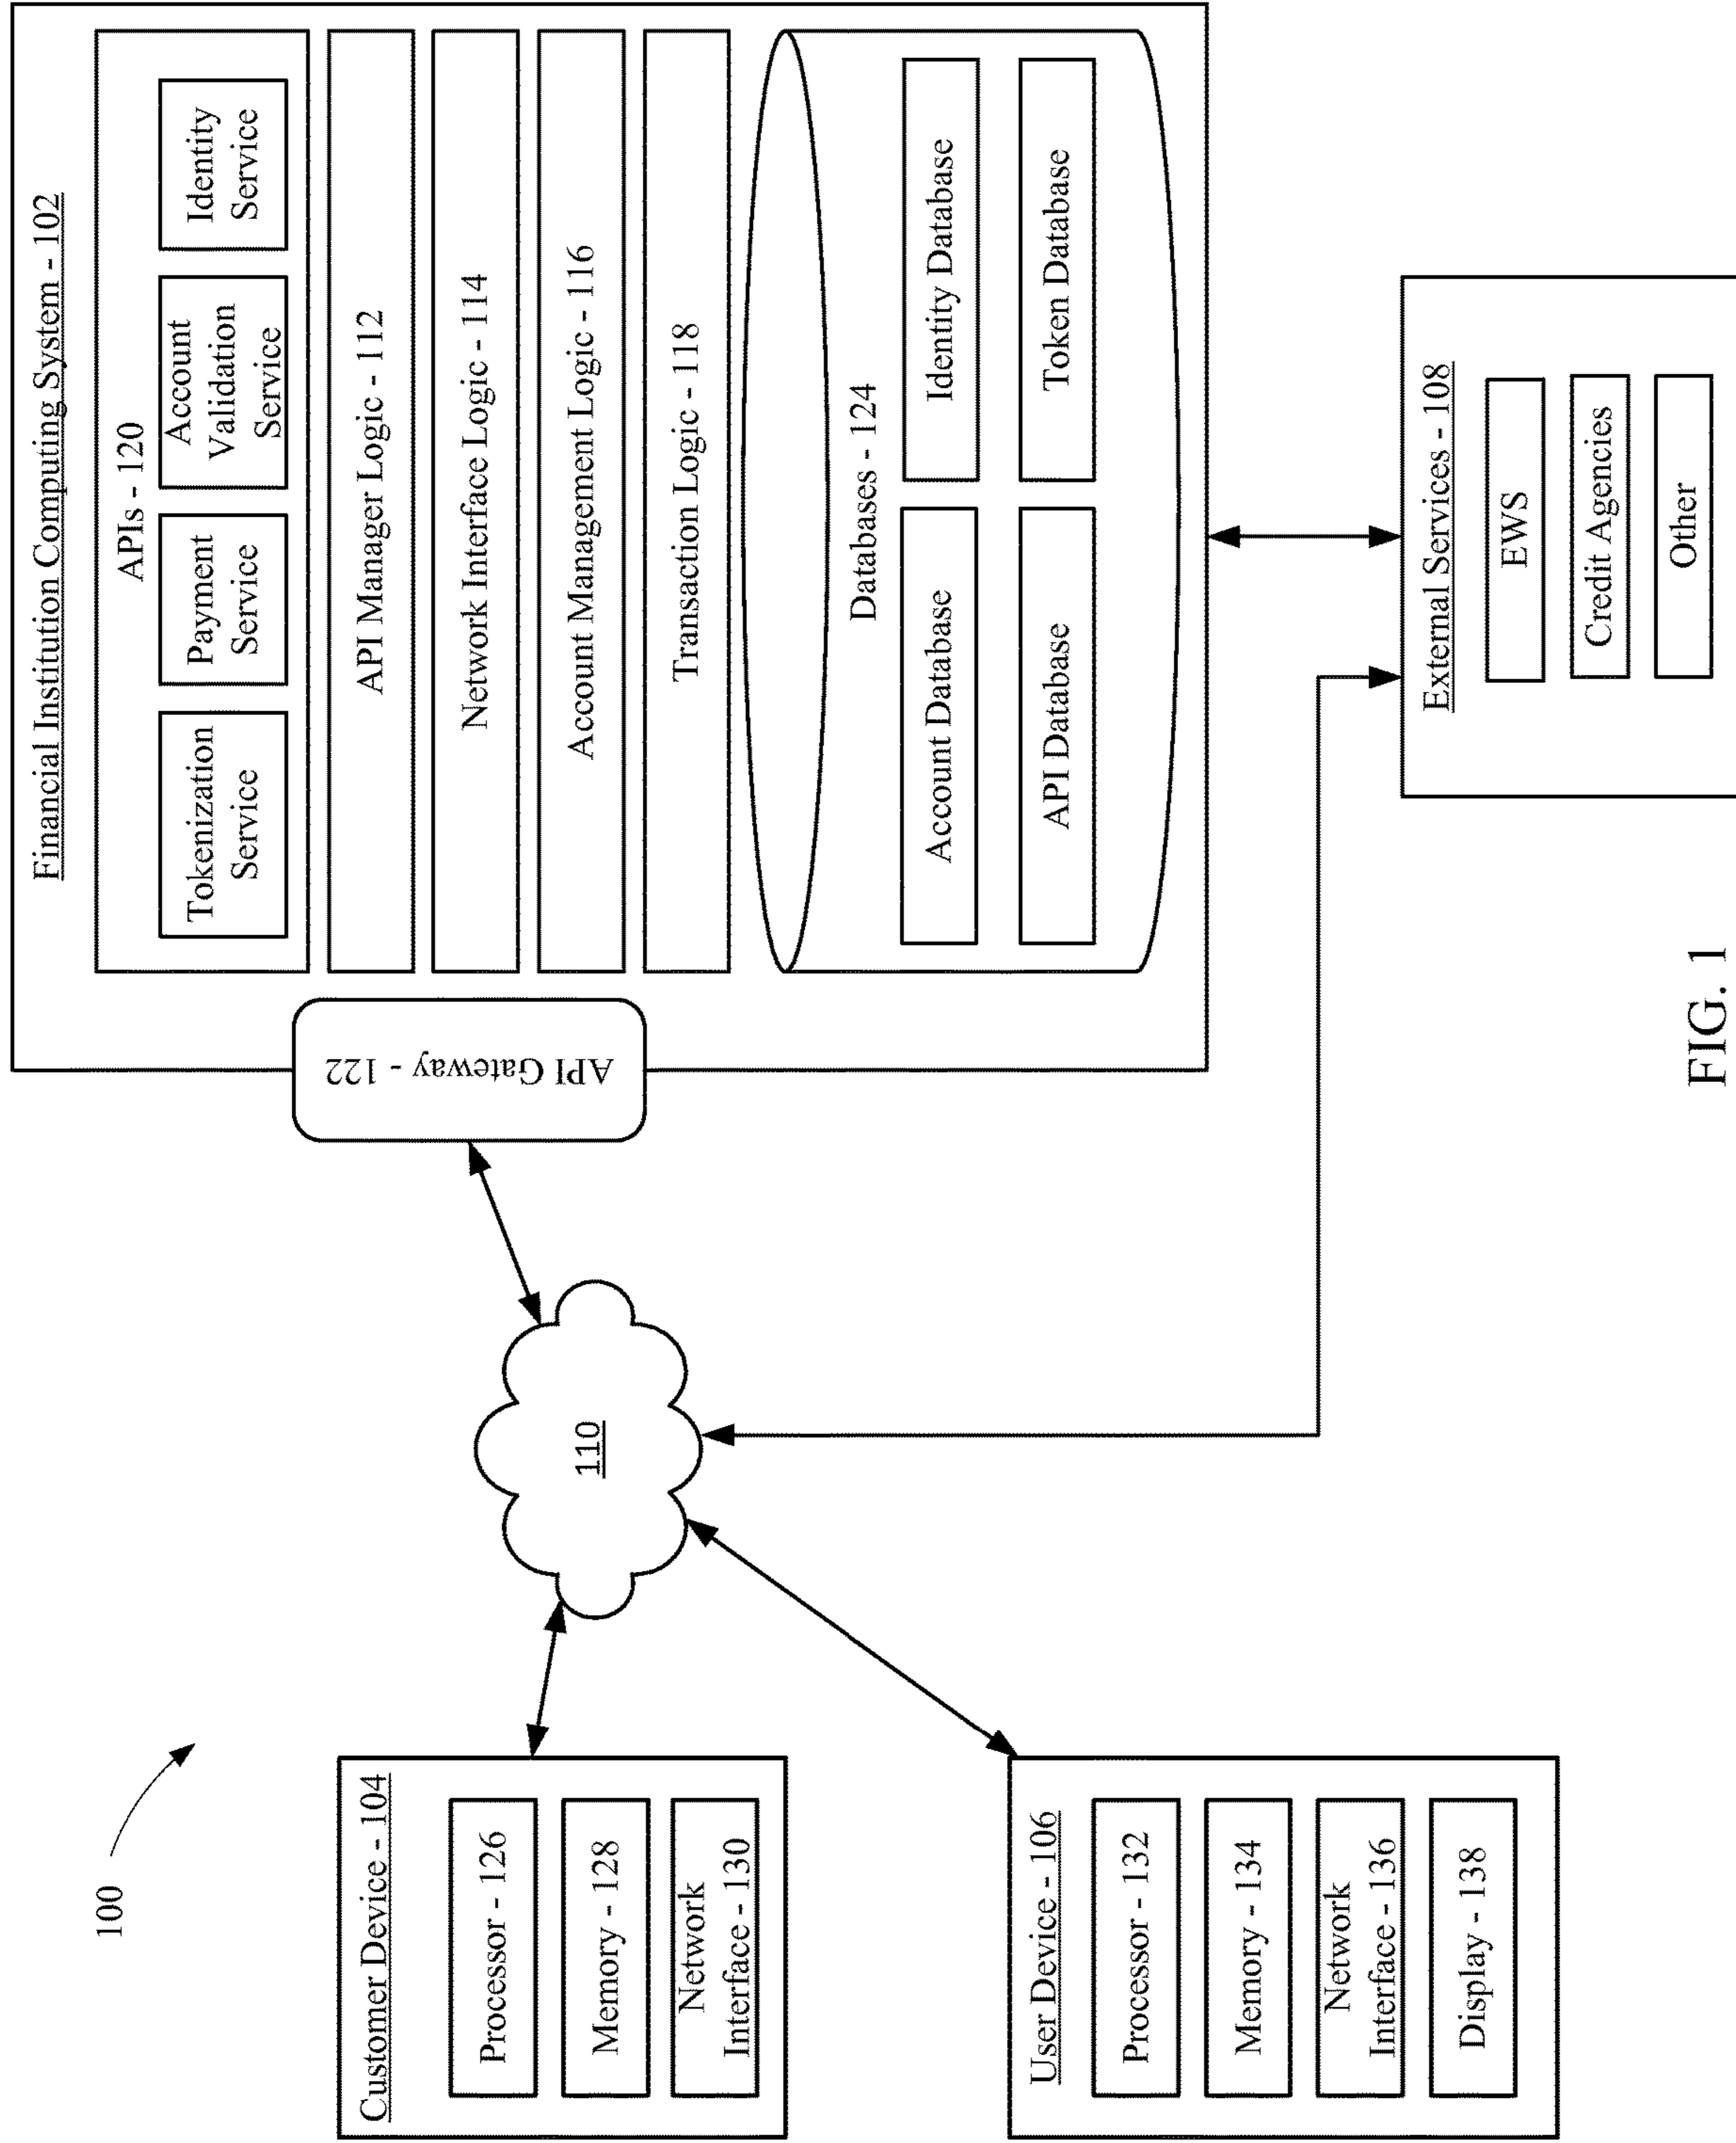 100
Customer Device - 104
Processor - 126
Memory - 128
Network
Interface - 130
User Device - 106
Processor - 132
Memory - 134
Network
Interface - 136
Display - 138
110
API Gateway - 122
Financial Institution Computing System - 102
APIs - 120
Tokenization
Service
Payment
Service
Account
Validation
Service
Identity
Service
API Manager Logic - 112
Network Interface Logic - 114
Account Management Logic - 116
Transaction Logic - 118
Databases - 124
Account Database
Identity Database
API Database
Token Database
External Services - 108
EWS
Credit Agencies
Other
FIG. 1